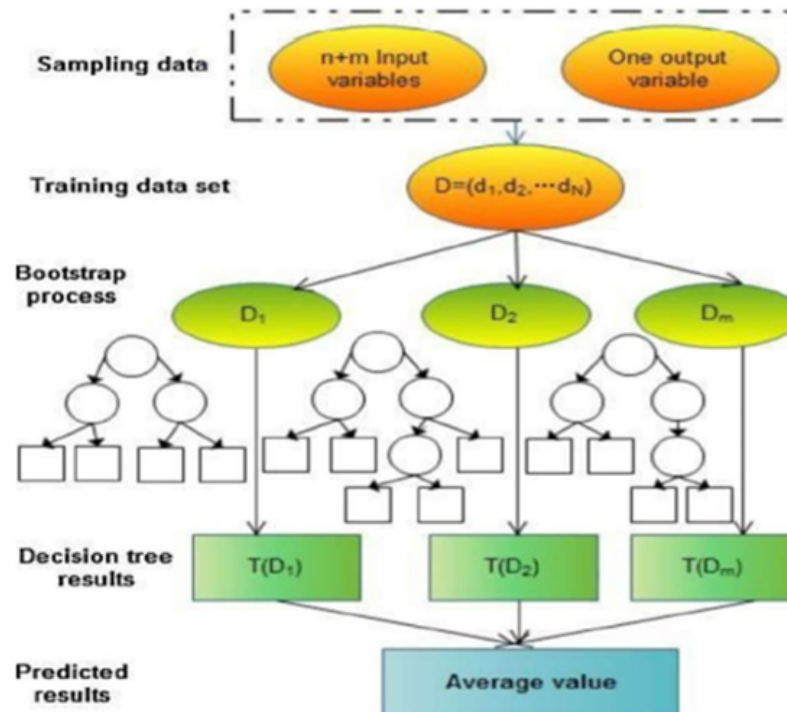 Sampling data
n+m Input
variables
One output
variable
Training data set
D=(d₁,d₂,···d_N)
Bootstrap
process
D₁
D₂
Dₘ
Decision tree
results
T(D₁)
T(D₂)
T(Dₘ)
Predicted
results
Average value